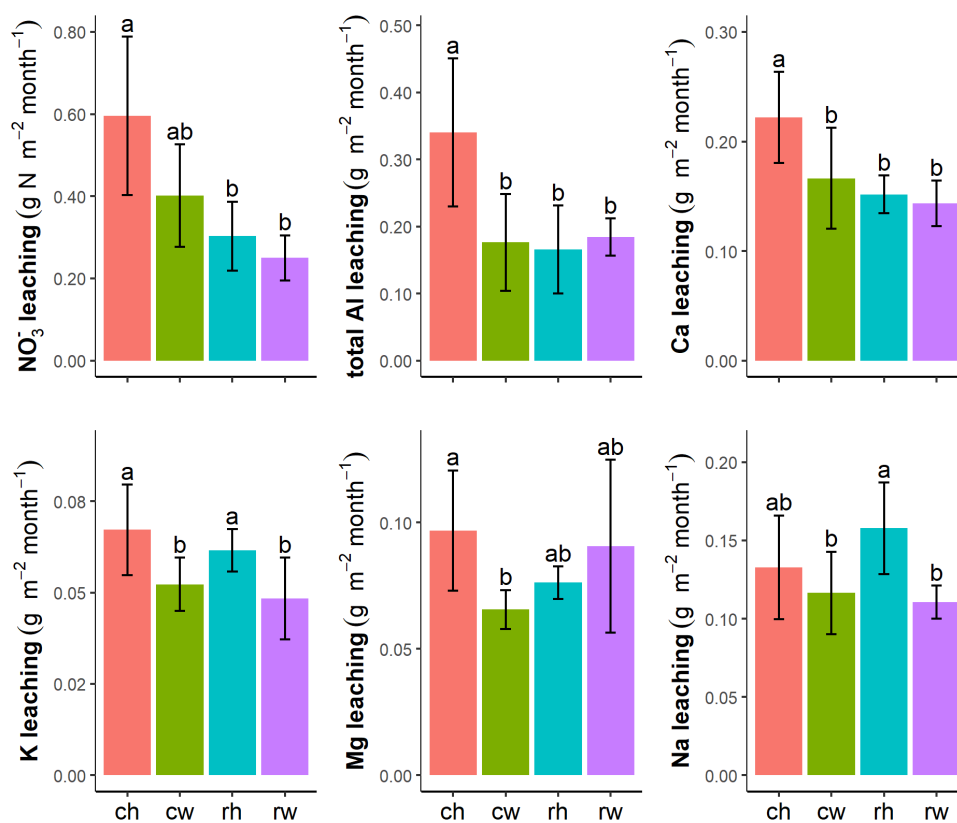 NO₃⁻ leaching (g N m⁻² month⁻¹)
0.80
0.60
0.40
0.20
0.00
a
ab
b
b
total Al leaching (g m⁻² month⁻¹)
0.50
0.40
0.30
0.20
0.10
0.00
a
b
b
b
Ca leaching (g m⁻² month⁻¹)
0.30
0.20
0.10
0.00
a
b
b
b
K leaching (g m⁻² month⁻¹)
0.08
0.05
0.02
0.00
a
b
a
b
ch cw rh rw
Mg leaching (g m⁻² month⁻¹)
0.10
0.05
0.00
a
b
ab
ab
ch cw rh rw
Na leaching (g m⁻² month⁻¹)
0.20
0.15
0.10
0.05
0.00
ab
b
a
b
ch cw rh rw